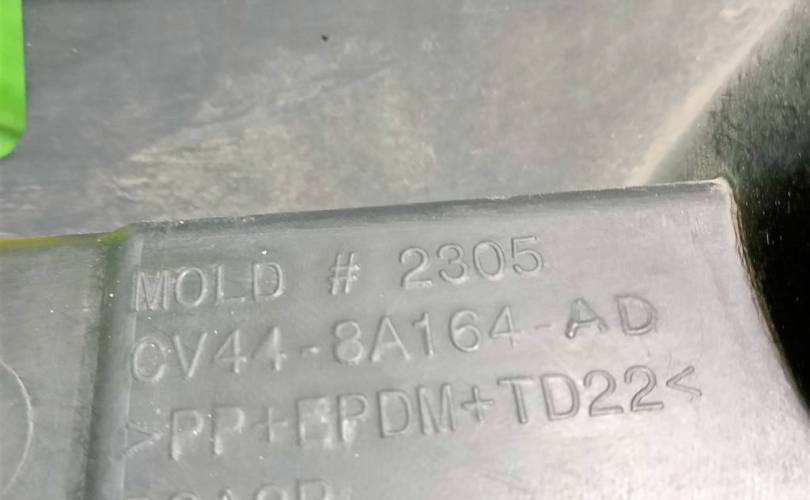 MOLD # 2305
CV44-8A164-AD
>PP+EPDM+TD22<